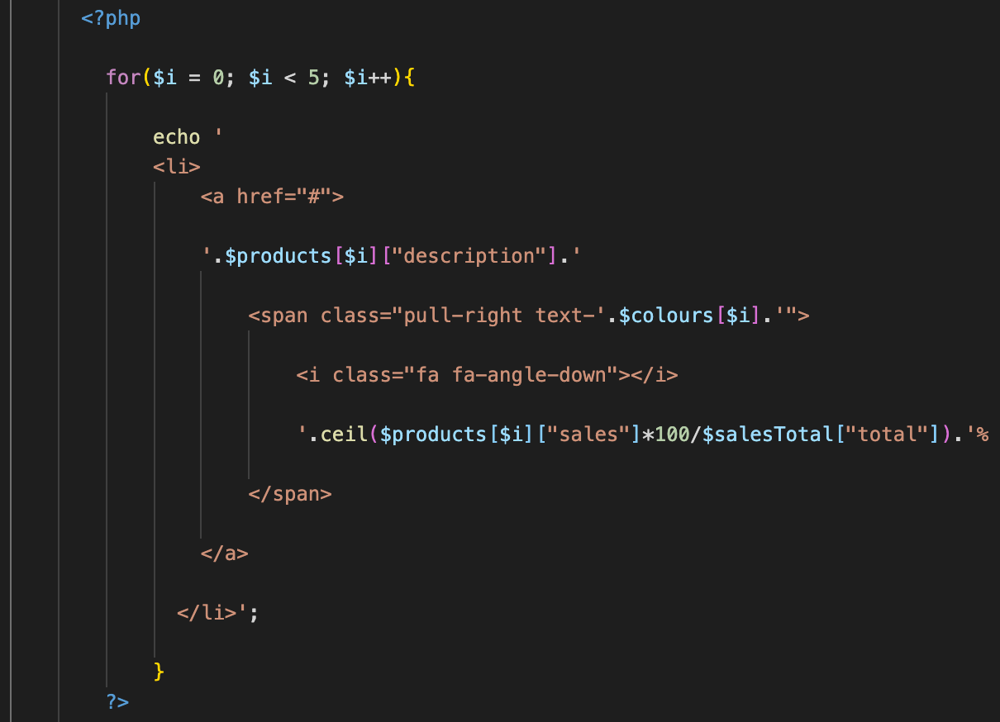 <?php
for($i = 0; $i < 5; $i++){
echo '
<li>
<a href="#">
'.$products[$i]["description"].'
<span class="pull-right text-'.$colours[$i].'">
<i class="fa fa-angle-down"></i>
'.ceil($products[$i]["sales"]*100/$salesTotal["total"]).'%
</span>
</a>
</li>';
}
?>